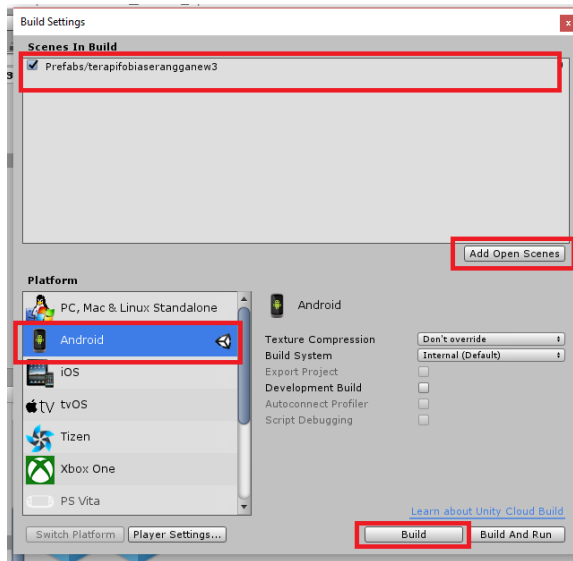 Build Settings
x
Scenes In Build
Prefabs/terapifobiaserangganew3
Add Open Scenes
Platform
PC, Mac & Linux Standalone
Android
iOS
tv tvOS
Tizen
Xbox One
PS Vita
Android
Texture Compression Don't override
Build System Internal (Default)
Export Project
Development Build
Autoconnect Profiler
Script Debugging
Learn about Unity Cloud Build
Switch Platform Player Settings... Build Build And Run